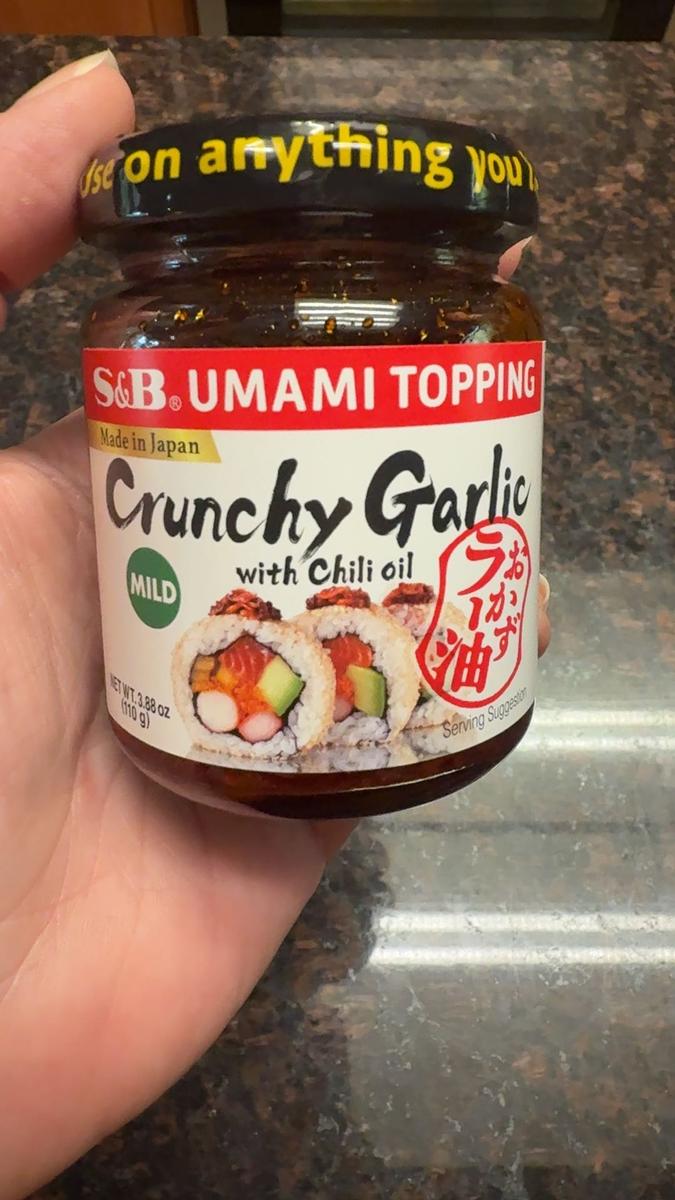 on anything you'
S&B® UMAMI TOPPING
Made in Japan
Crunchy Garlic
with Chili oil
MILD
おかず
ラー油
NET WT. 3.88 oz
(110 g)
Serving Suggestion